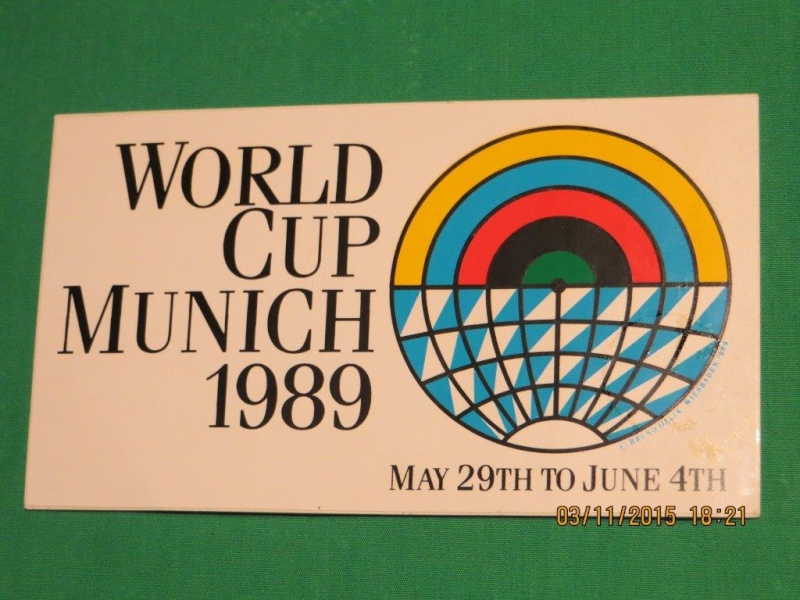 WORLD
CUP
MUNICH
1989
MAY 29TH TO JUNE 4TH
03/11/2015 18:21